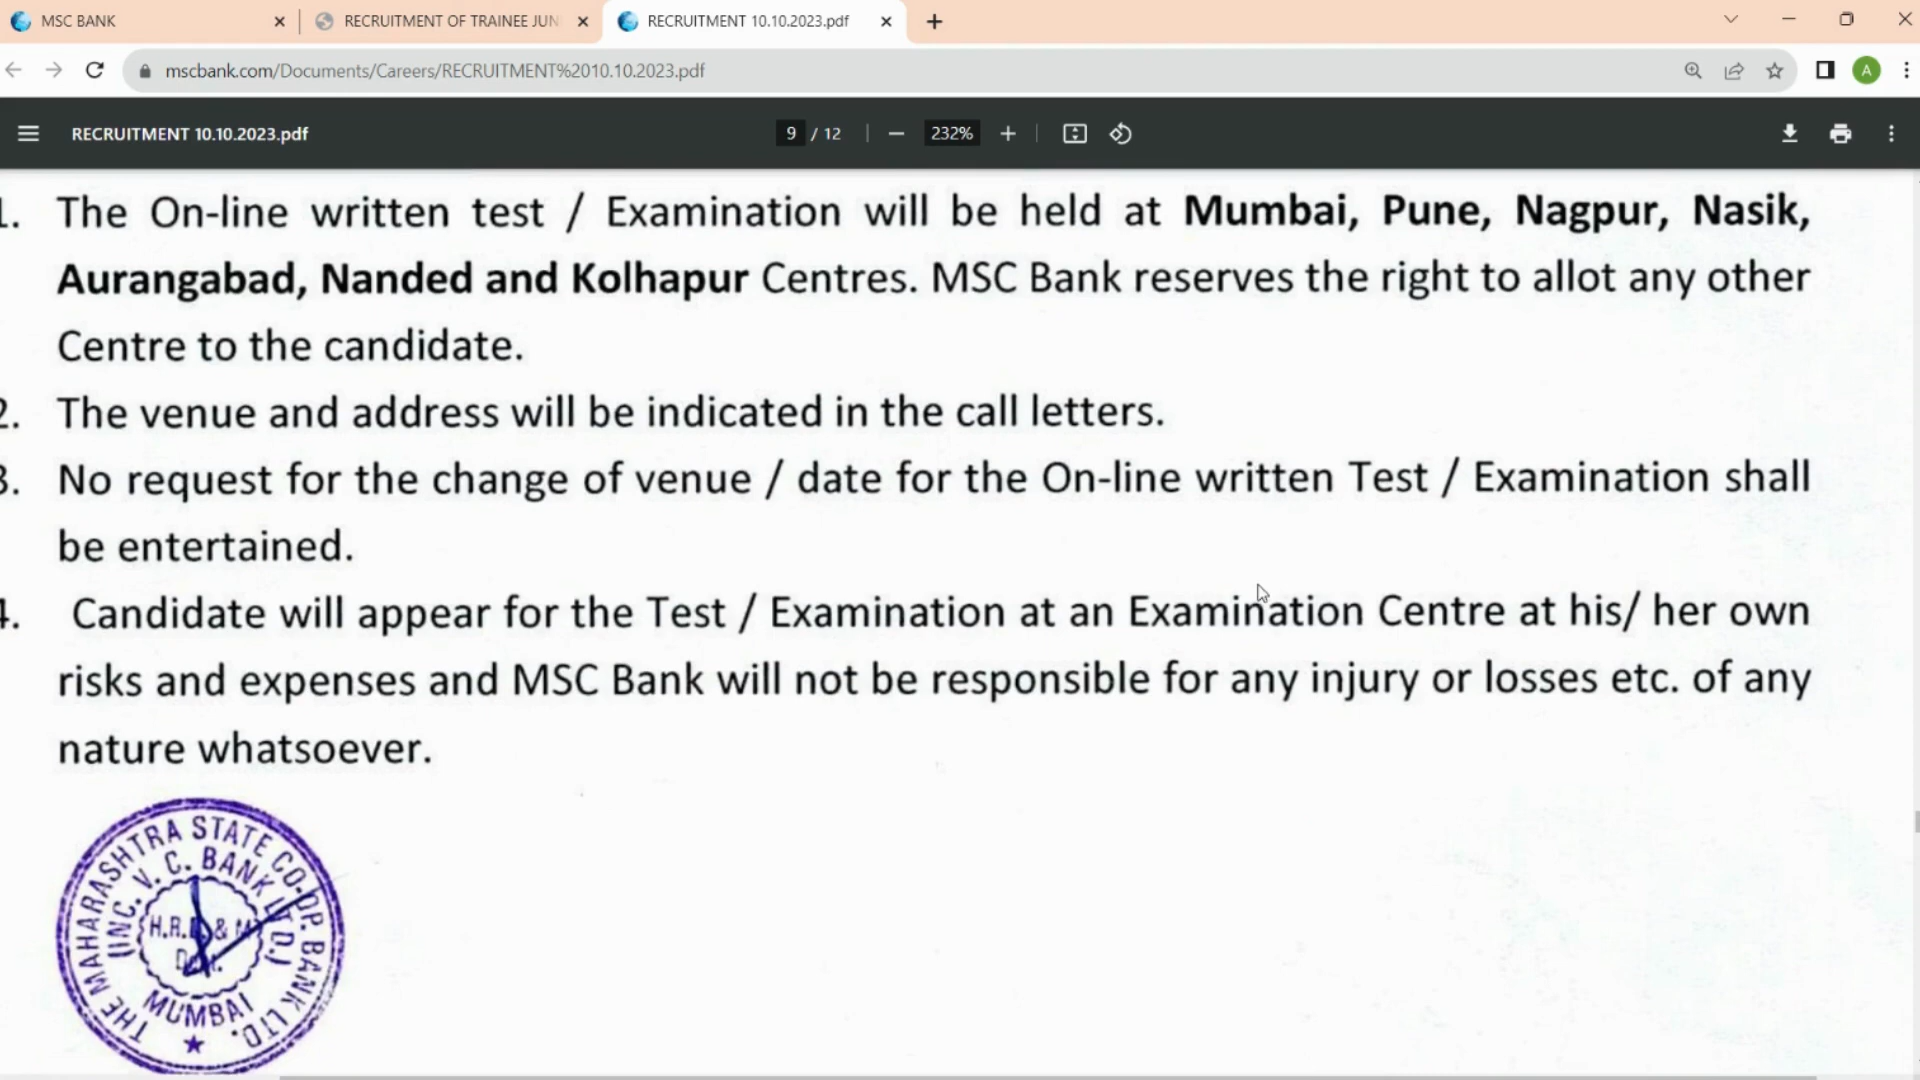 MSC BANK
RECRUITMENT OF TRAINEE JUN
RECRUITMENT 10.10.2023.pdf
mscbank.com/Documents/Careers/RECRUITMENT%2010.10.2023.pdf
A
RECRUITMENT 10.10.2023.pdf
9 / 12
232%
1. The On-line written test / Examination will be held at Mumbai, Pune, Nagpur, Nasik,
Aurangabad, Nanded and Kolhapur Centres. MSC Bank reserves the right to allot any other
Centre to the candidate.
2. The venue and address will be indicated in the call letters.
3. No request for the change of venue / date for the On-line written Test / Examination shall
be entertained.
4. Candidate will appear for the Test / Examination at an Examination Centre at his/ her own
risks and expenses and MSC Bank will not be responsible for any injury or losses etc. of any
nature whatsoever.
THE MAHARASHTRA STATE CO-OP. BANK LTD.
(INC. V. C. BANK LTD.)
H.R.D. & M
Dept.
MUMBAI